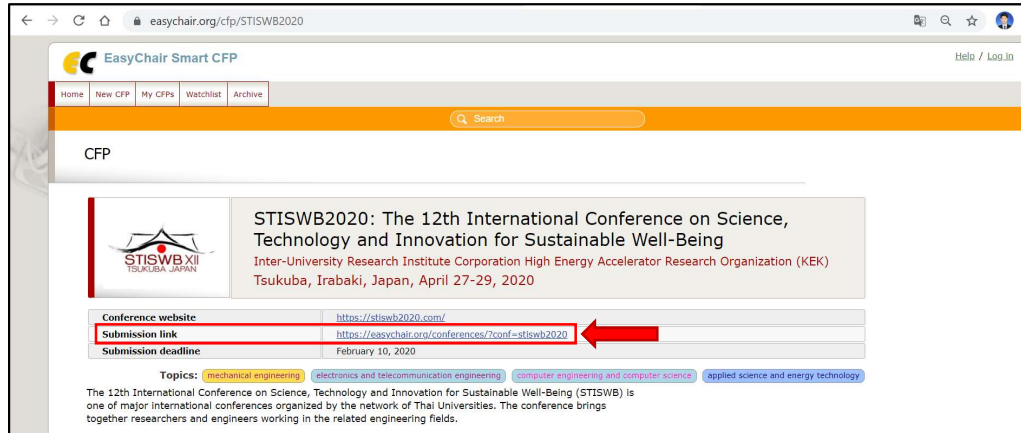 easychair.org/cfp/STISWB2020
EasyChair Smart CFP
Help / Log in
Home New CFP My CFPs Watchlist Archive
Search
CFP
STISWB XII
TSUKUBA JAPAN
STISWB2020: The 12th International Conference on Science,
Technology and Innovation for Sustainable Well-Being
Inter-University Research Institute Corporation High Energy Accelerator Research Organization (KEK)
Tsukuba, Irabaki, Japan, April 27-29, 2020
Conference website https://stiswb2020.com/
Submission link https://easychair.org/conferences/?conf=stiswb2020
Submission deadline February 10, 2020
Topics: mechanical engineering electronics and telecommunication engineering computer engineering and computer science applied science and energy technology
The 12th International Conference on Science, Technology and Innovation for Sustainable Well-Being (STISWB) is
one of major international conferences organized by the network of Thai Universities. The conference brings
together researchers and engineers working in the related engineering fields.